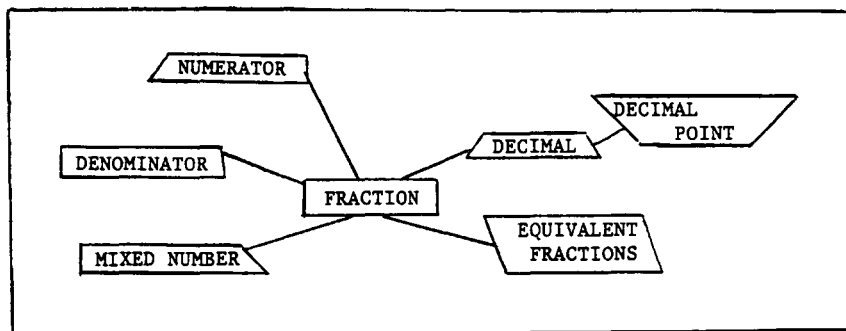 NUMERATOR
DECIMAL
POINT
DECIMAL
DENOMINATOR
FRACTION
EQUIVALENT
FRACTIONS
MIXED NUMBER